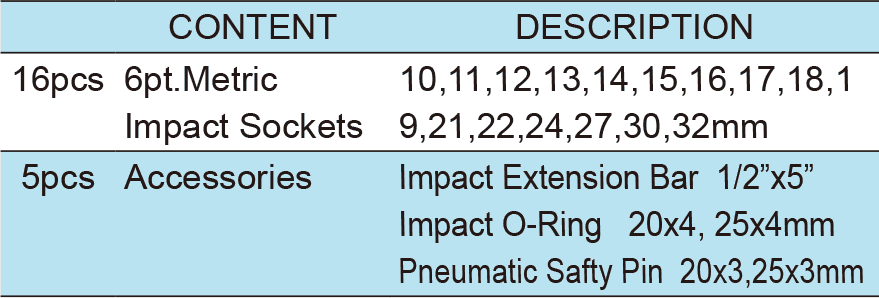 CONTENT DESCRIPTION
16pcs 6pt.Metric 10,11,12,13,14,15,16,17,18,1
Impact Sockets 9,21,22,24,27,30,32mm
5pcs Accessories Impact Extension Bar 1/2”x5”
Impact O-Ring 20x4, 25x4mm
Pneumatic Safty Pin 20x3,25x3mm